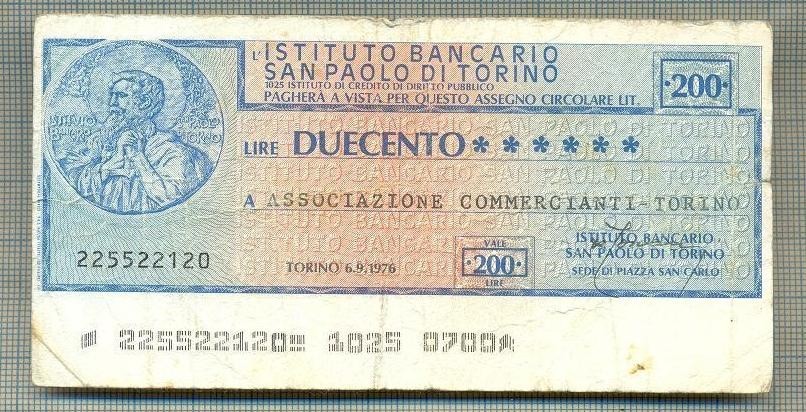 L'ISTITUTO BANCARIO
SAN PAOLO DI TORINO
1025 ISTITUTO DI CREDITO DI DIRITTO PUBBLICO
PAGHERÀ A VISTA PER QUESTO ASSEGNO CIRCOLARE LIT.
·200·
LIRE DUECENTO ******
A ASSOCIAZIONE COMMERCIANTI-TORINO
225522120
TORINO 6.9.1976
VALE
·200·
LIRE
ISTITUTO BANCARIO
SAN PAOLO DI TORINO
SEDE DI PIAZZA SAN CARLO
225522120 1025 0700